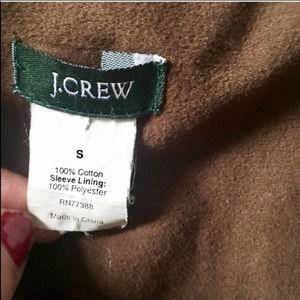 J.CREW
S
100% Cotton
Sleeve Lining:
100% Polyester
RN77388
Made In China